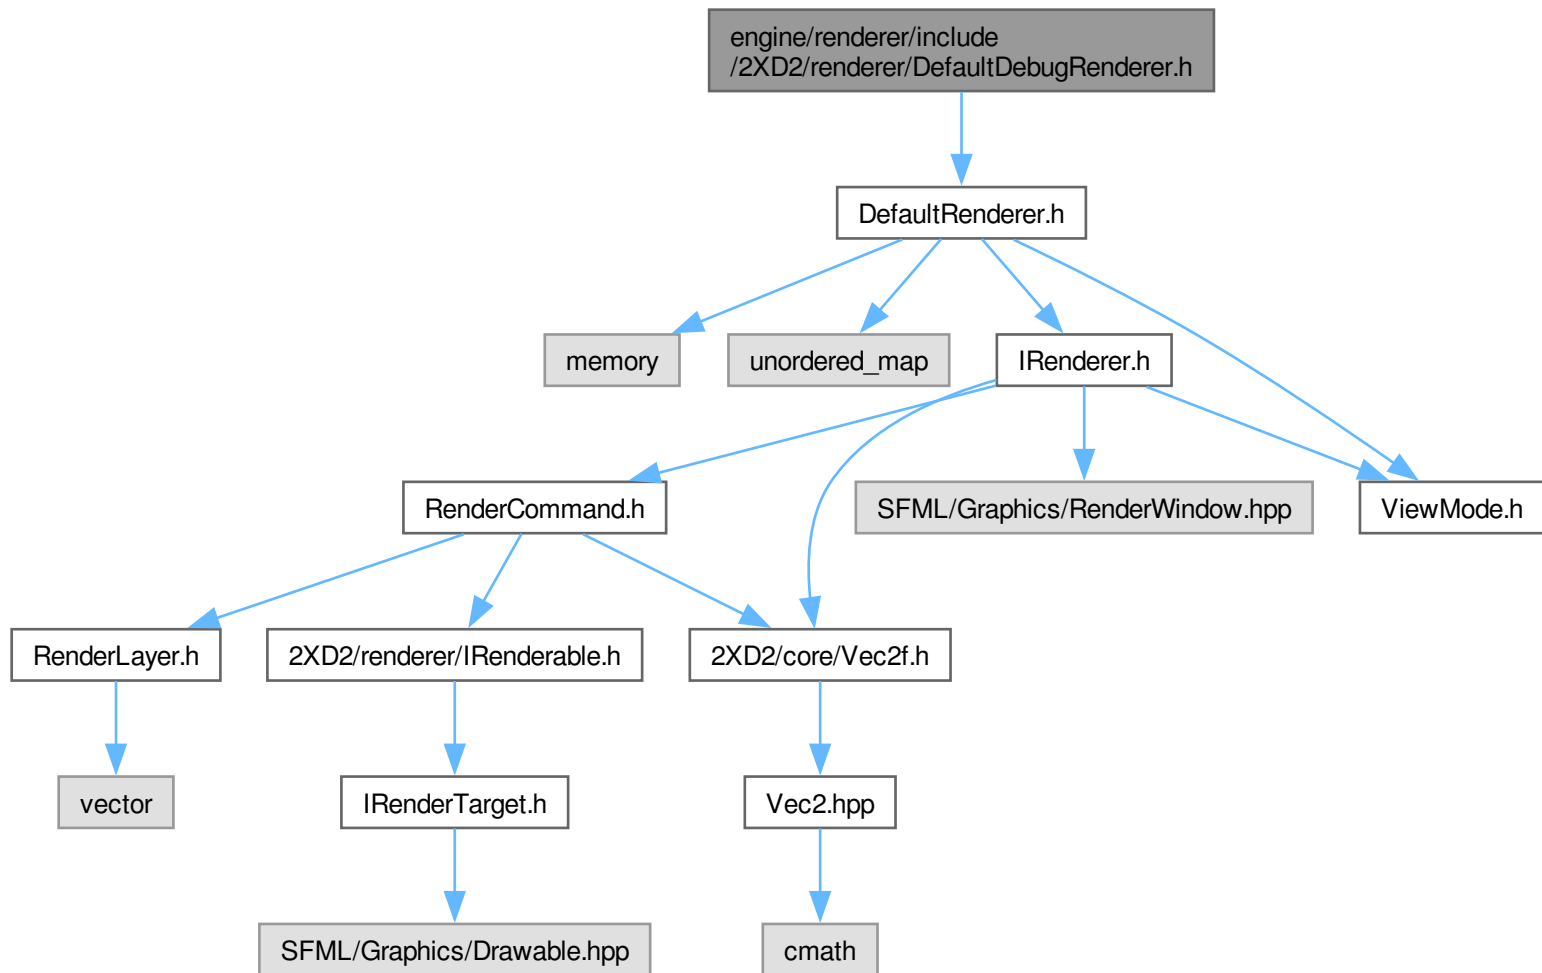 engine/renderer/include
/2XD2/renderer/DefaultDebugRenderer.h
DefaultRenderer.h
memory
unordered_map
IRenderer.h
RenderCommand.h
SFML/Graphics/RenderWindow.hpp
ViewMode.h
RenderLayer.h
2XD2/renderer/IRenderable.h
2XD2/core/Vec2f.h
vector
IRenderTarget.h
Vec2.hpp
SFML/Graphics/Drawable.hpp
cmath